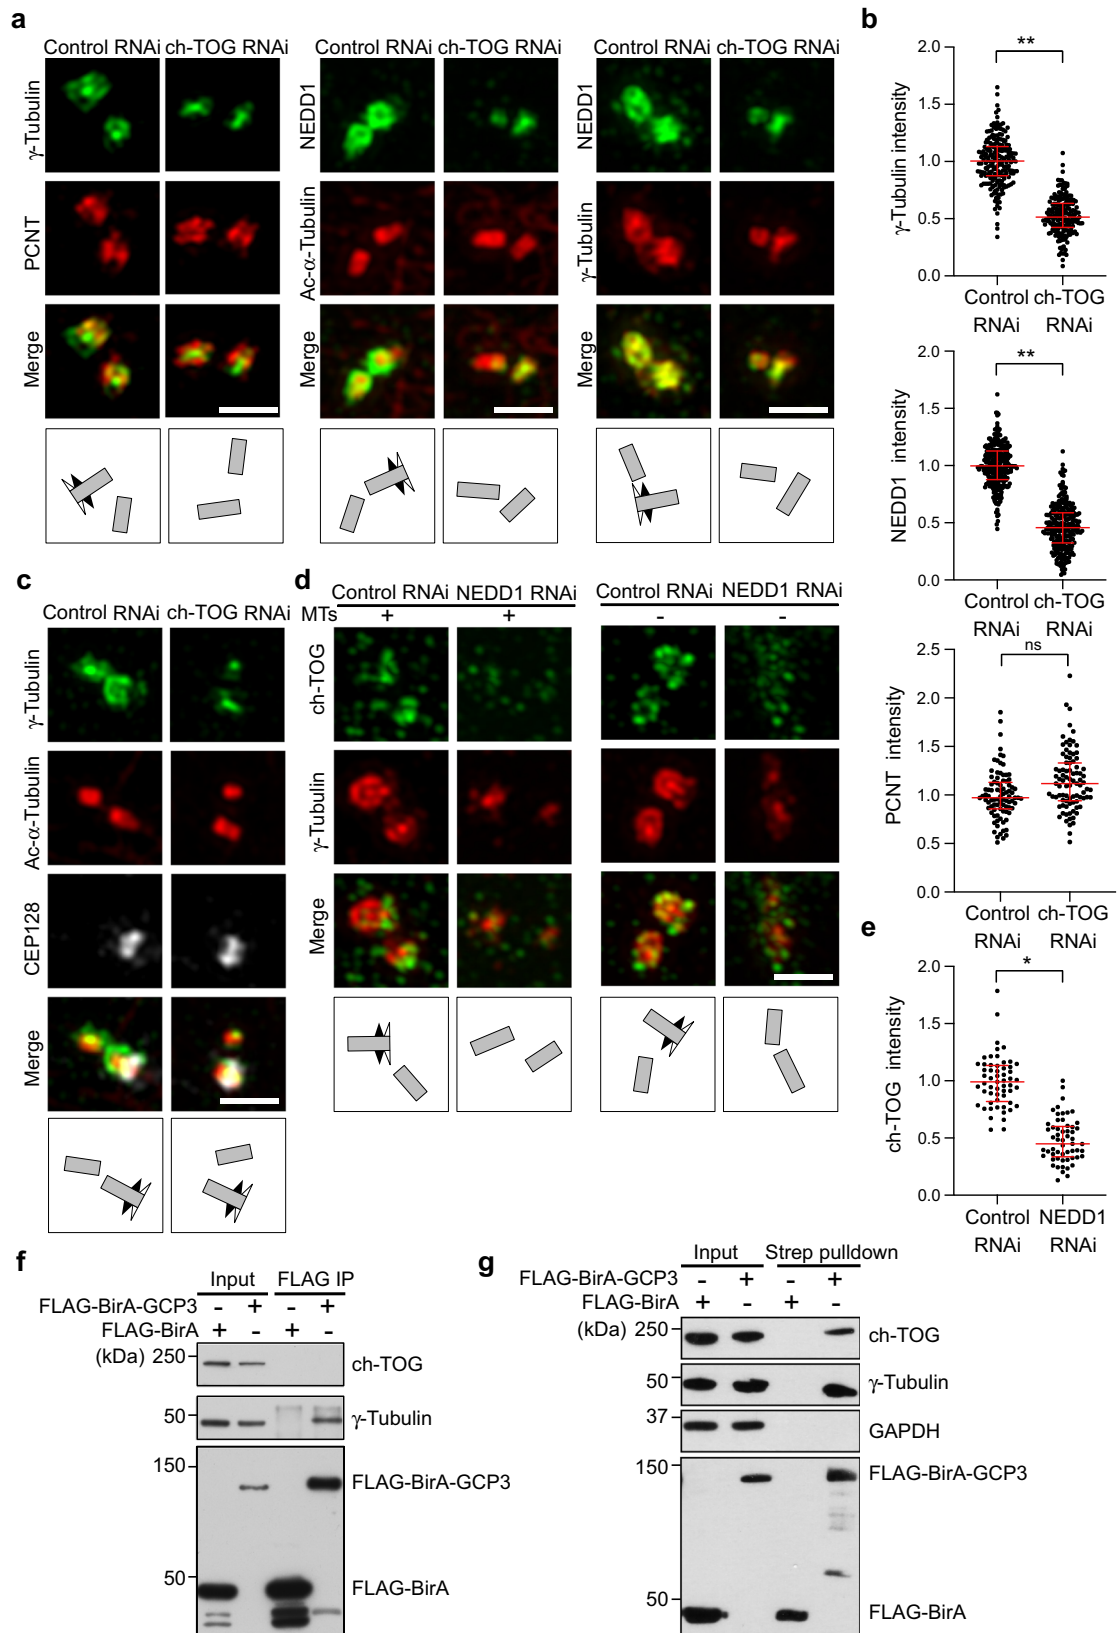 a
Control RNAi ch-TOG RNAi
Control RNAi ch-TOG RNAi
Control RNAi ch-TOG RNAi
γ-Tubulin
PCNT
Merge
NEDD1
Ac-α-Tubulin
Merge
NEDD1
γ-Tubulin
Merge
b
γ-Tubulin intensity
2.0
1.5
1.0
0.5
0.0
**
Control RNAi
ch-TOG RNAi
NEDD1 intensity
2.0
1.5
1.0
0.5
0.0
**
Control RNAi
ch-TOG RNAi
PCNT intensity
2.5
2.0
1.5
1.0
0.5
0.0
ns
Control RNAi
ch-TOG RNAi
c
Control RNAi ch-TOG RNAi
γ-Tubulin
Ac-α-Tubulin
CEP128
Merge
d
Control RNAi NEDD1 RNAi
Control RNAi NEDD1 RNAi
MTs + + - -
ch-TOG
γ-Tubulin
Merge
e
ch-TOG intensity
2.0
1.5
1.0
0.5
0.0
*
Control RNAi
NEDD1 RNAi
f
Input FLAG IP
FLAG-BirA-GCP3 - + - +
FLAG-BirA + - + -
(kDa)
250 ch-TOG
50 γ-Tubulin
150 FLAG-BirA-GCP3
50 FLAG-BirA
g
Input Strep pulldown
FLAG-BirA-GCP3 - + - +
FLAG-BirA + - + -
(kDa)
250 ch-TOG
50 γ-Tubulin
37 GAPDH
150 FLAG-BirA-GCP3
50 FLAG-BirA